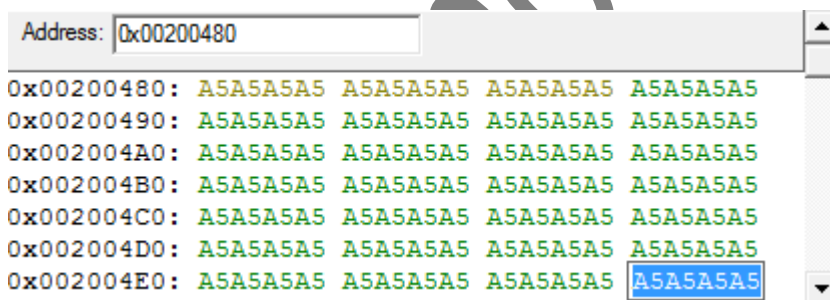 Address: 0x00200480
0x00200480: A5A5A5A5 A5A5A5A5 A5A5A5A5 A5A5A5A5
0x00200490: A5A5A5A5 A5A5A5A5 A5A5A5A5 A5A5A5A5
0x002004A0: A5A5A5A5 A5A5A5A5 A5A5A5A5 A5A5A5A5
0x002004B0: A5A5A5A5 A5A5A5A5 A5A5A5A5 A5A5A5A5
0x002004C0: A5A5A5A5 A5A5A5A5 A5A5A5A5 A5A5A5A5
0x002004D0: A5A5A5A5 A5A5A5A5 A5A5A5A5 A5A5A5A5
0x002004E0: A5A5A5A5 A5A5A5A5 A5A5A5A5 A5A5A5A5